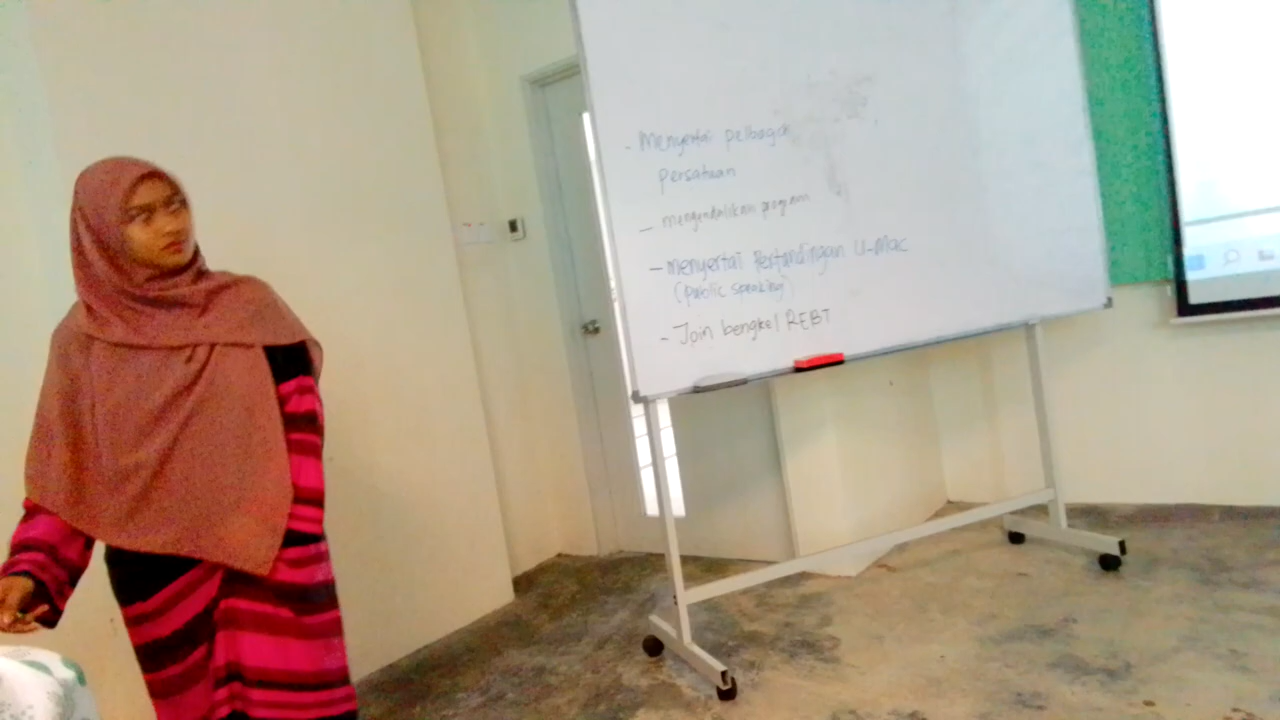 - Menyertai pelbagai
persatuan
- mengendalikan program
- menyertai Pertandingan U-Mac
(public speaking)
- Join bengkel REBT